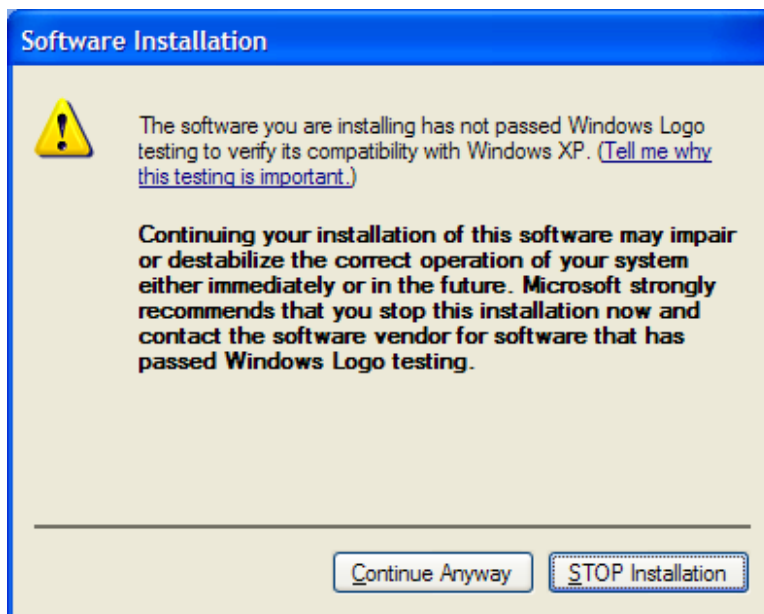 Software Installation
The software you are installing has not passed Windows Logo
testing to verify its compatibility with Windows XP. (Tell me why
this testing is important.)
Continuing your installation of this software may impair
or destabilize the correct operation of your system
either immediately or in the future. Microsoft strongly
recommends that you stop this installation now and
contact the software vendor for software that has
passed Windows Logo testing.
Continue Anyway
STOP Installation